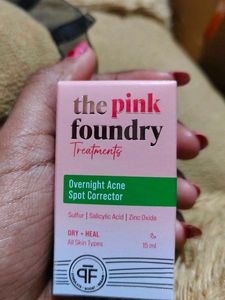 the pink
foundry
Treatments
Overnight Acne
Spot Corrector
Sulfur | Salicylic Acid | Zinc Oxide
DRY + HEAL
All Skin Types
15 ml